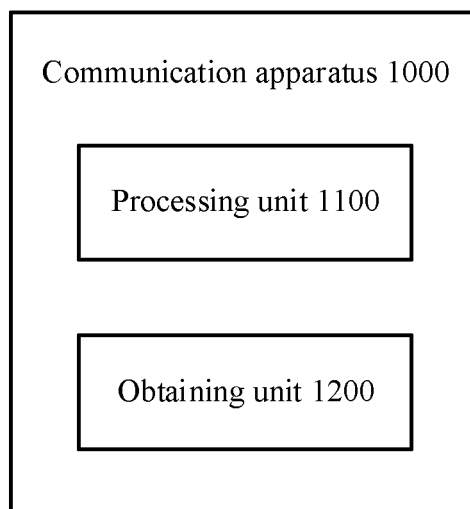 Communication apparatus 1000
Processing unit 1100
Obtaining unit 1200